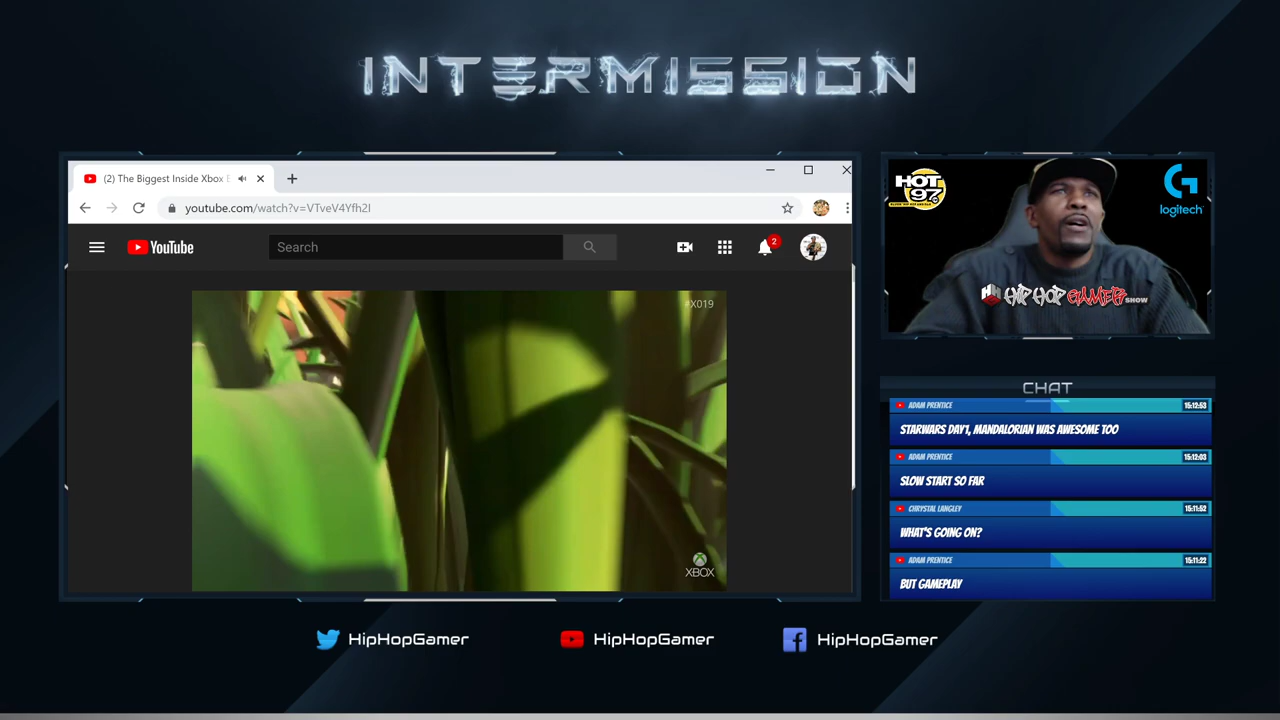 INTERMISSION
(2) The Biggest Inside Xbox E
youtube.com/watch?v=VTveV4Yfh2I
YouTube
Search
2
#X019
XBOX
HOT
97
logitech
HIP HOP GAMER SHOW
CHAT
ADAM PRENTICE 15:12:53
STARWARS DAY1, MANDALORIAN WAS AWESOME TOO
ADAM PRENTICE 15:12:03
SLOW START SO FAR
CHRYSTAL LANGLEY 15:11:52
WHAT'S GOING ON?
ADAM PRENTICE 15:11:22
BUT GAMEPLAY
HipHopGamer HipHopGamer HipHopGamer